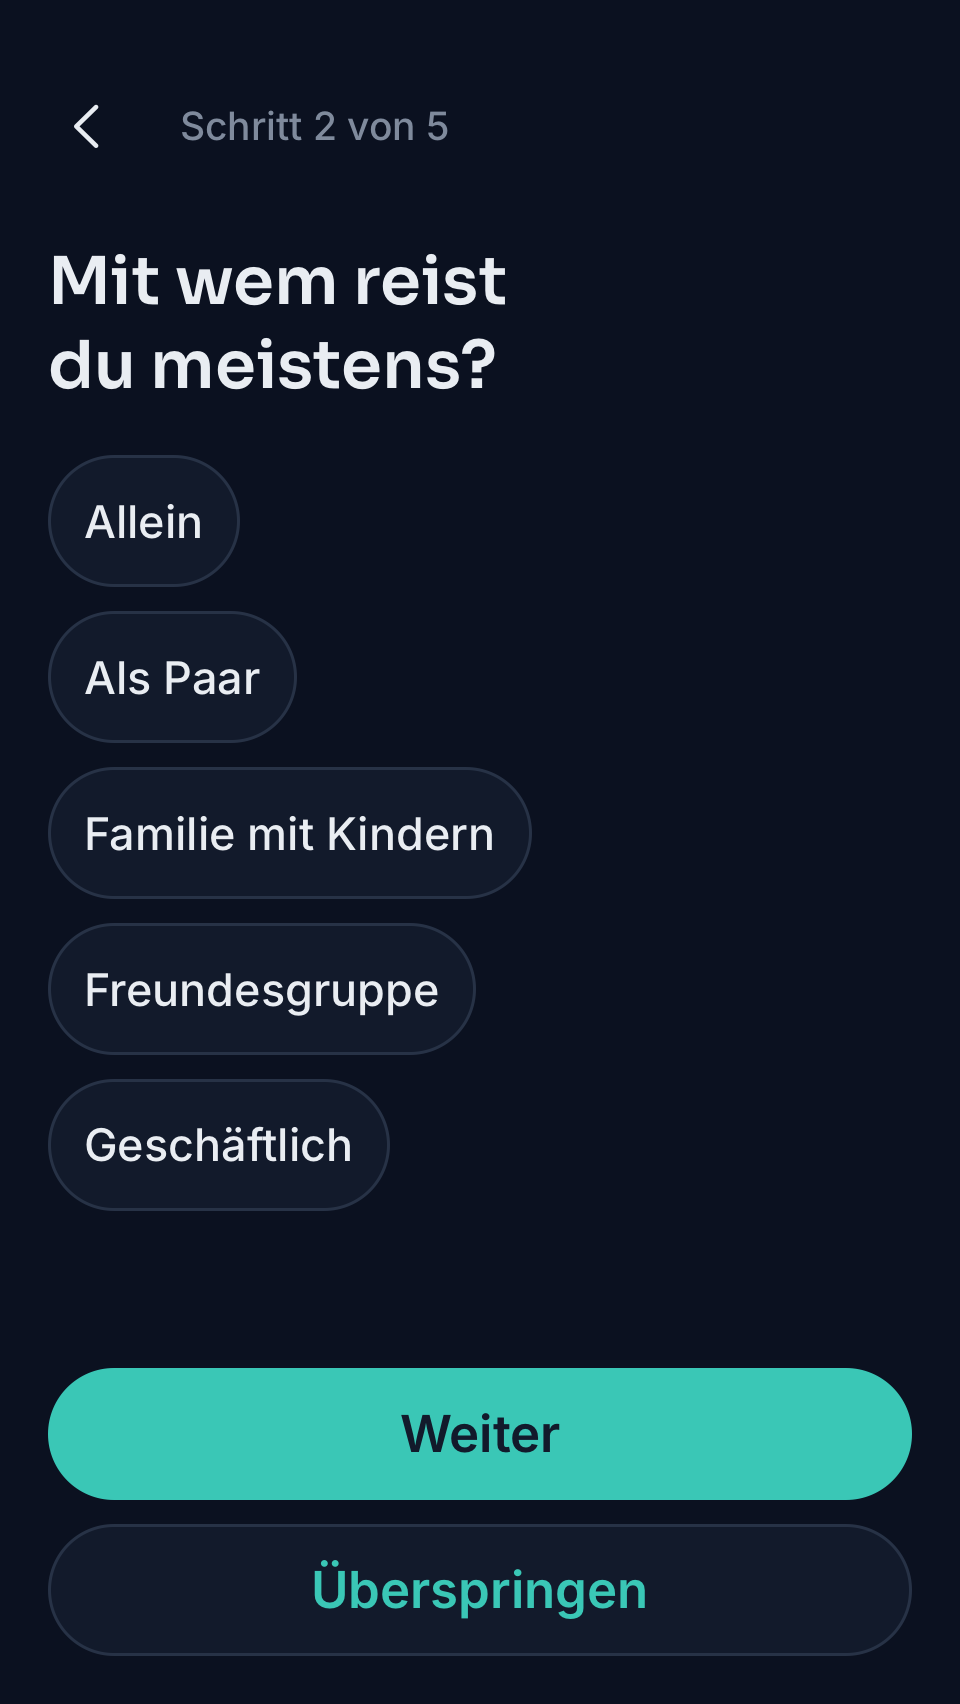 Schritt 2 von 5
Mit wem reist
du meistens?
Allein
Als Paar
Familie mit Kindern
Freundesgruppe
Geschäftlich
Weiter
Überspringen